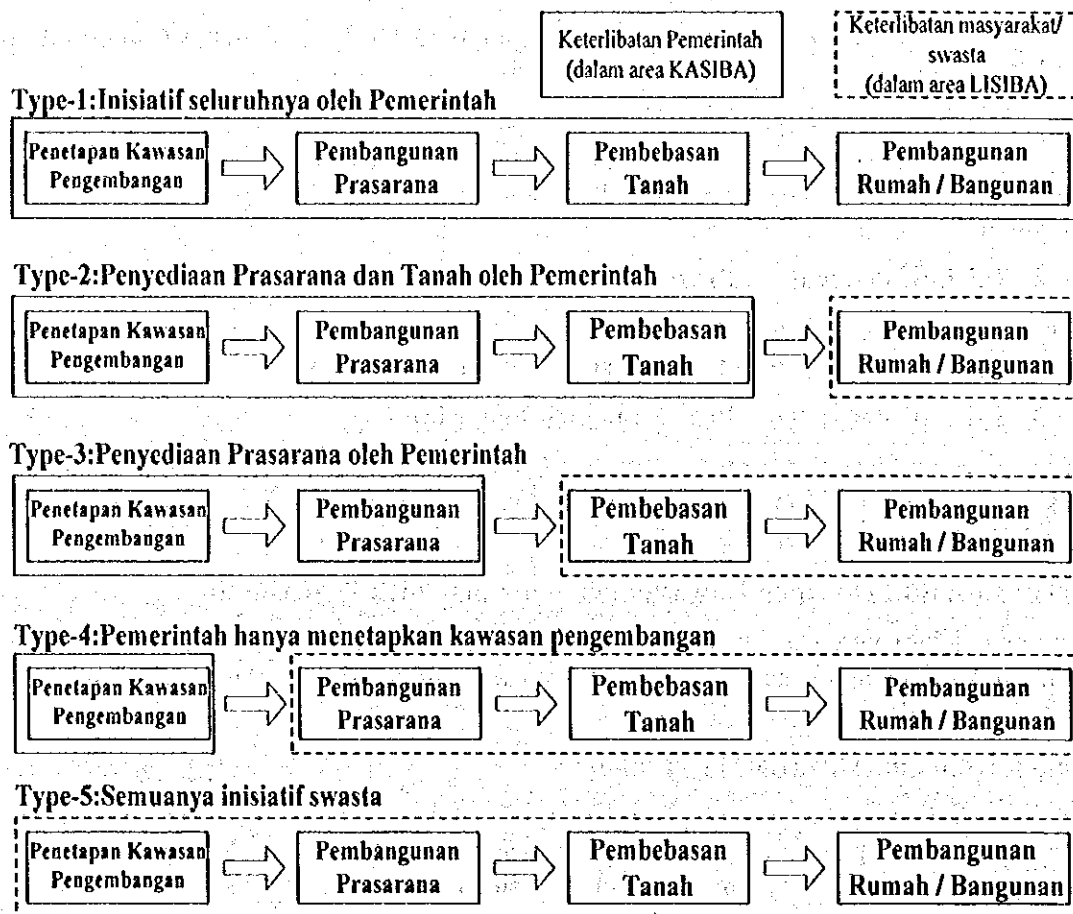 Keterlibatan Pemerintah
(dalam area KASIBA)
Keterlibatan masyarakat/
swasta
(dalam area LISIBA)
Type-1:Inisiatif seluruhnya oleh Pemerintah
Penetapan Kawasan
Pengembangan
Pembangunan
Prasarana
Pembebasan
Tanah
Pembangunan
Rumah / Bangunan
Type-2:Penyediaan Prasarana dan Tanah oleh Pemerintah
Penetapan Kawasan
Pengembangan
Pembangunan
Prasarana
Pembebasan
Tanah
Pembangunan
Rumah / Bangunan
Type-3:Penyediaan Prasarana oleh Pemerintah
Penetapan Kawasan
Pengembangan
Pembangunan
Prasarana
Pembebasan
Tanah
Pembangunan
Rumah / Bangunan
Type-4:Pemerintah hanya menetapkan kawasan pengembangan
Penetapan Kawasan
Pengembangan
Pembangunan
Prasarana
Pembebasan
Tanah
Pembangunan
Rumah / Bangunan
Type-5:Semuanya inisiatif swasta
Penetapan Kawasan
Pengembangan
Pembangunan
Prasarana
Pembebasan
Tanah
Pembangunan
Rumah / Bangunan